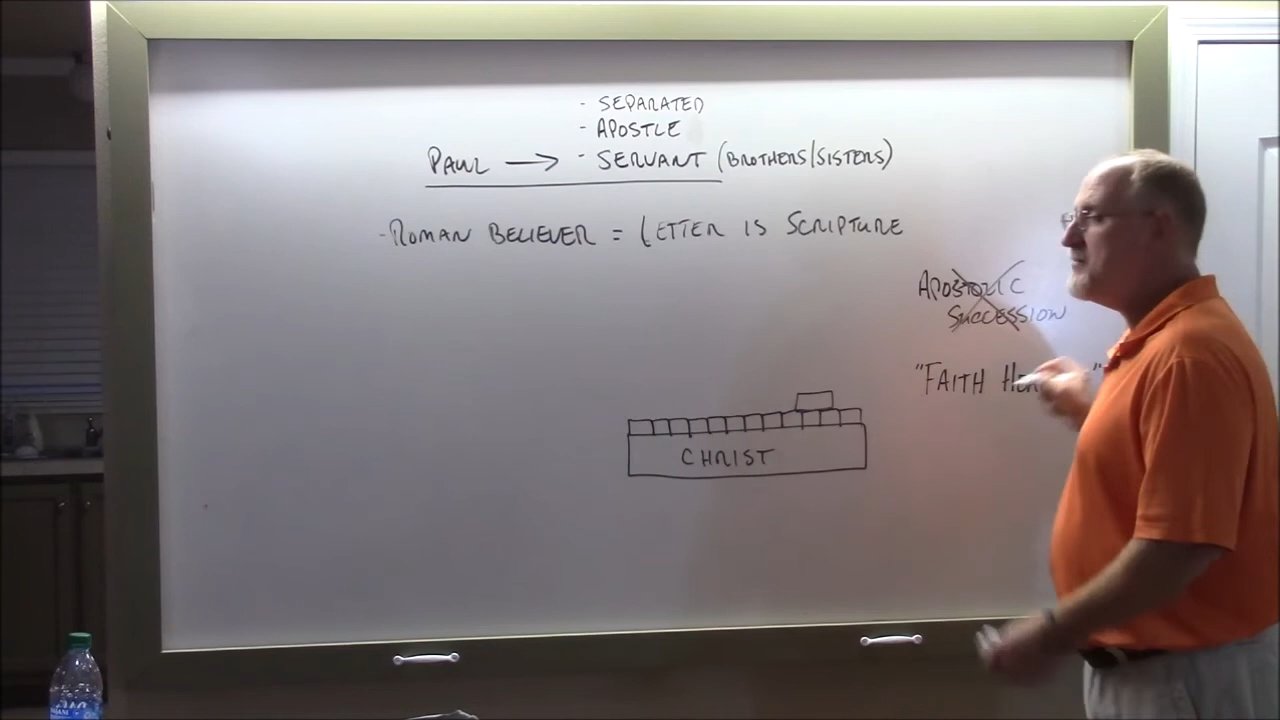 - SEPARATED
- APOSTLE
PAUL → - SERVANT (BROTHERS/SISTERS)
- ROMAN BELIEVER = LETTER IS SCRIPTURE
APOSTOLIC
SUCCESSION
"FAITH
CHRIST